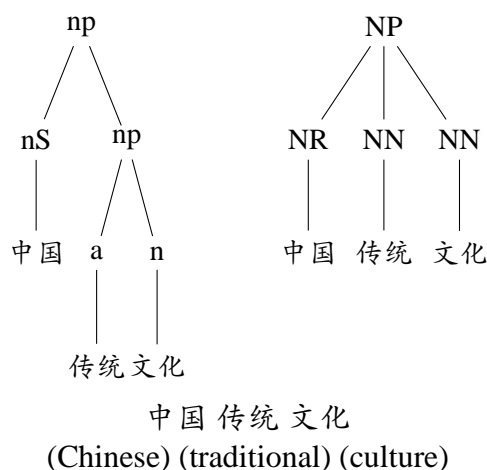 np NP
nS np NR NN NN
中国 a n 中国 传统 文化
传统 文化
中国 传统 文化
(Chinese) (traditional) (culture)